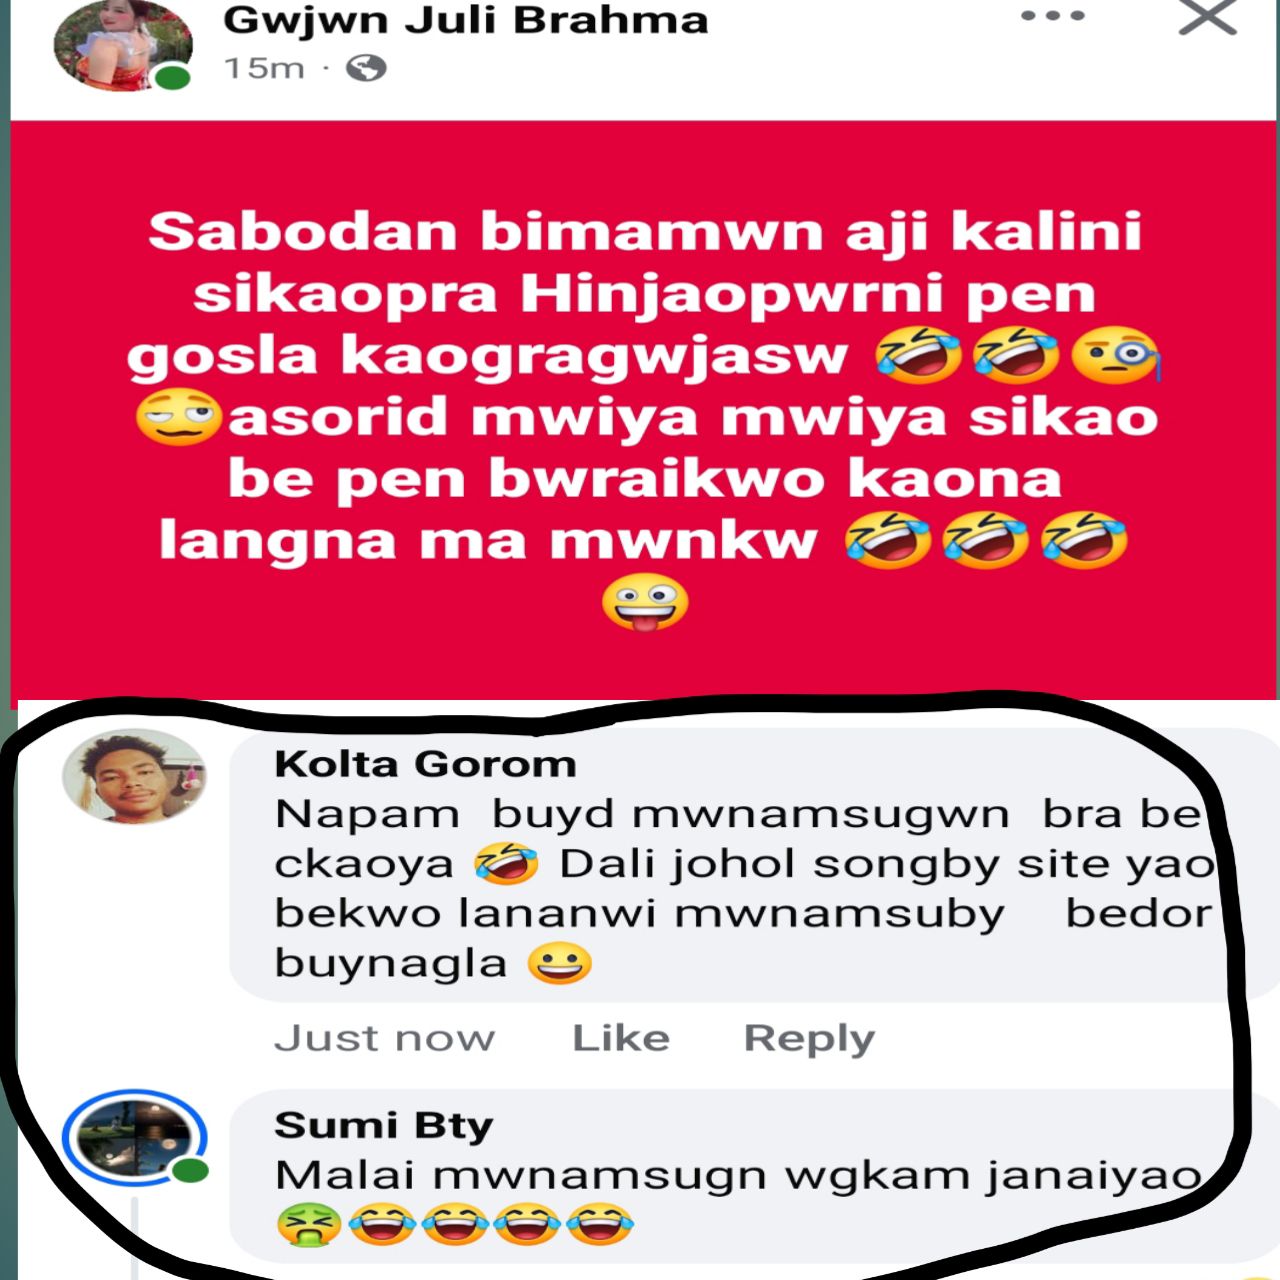 Gwjwn Juli Brahma
15m ·
Sabodan bimamwn aji kalini
sikaopra Hinjaopwrni pen
gosla kaogragwjasw 🤣🤣🧐
🥴asorid mwiya mwiya sikao
be pen bwraikwo kaona
langna ma mwnkw 🤣🤣🤣
🤪
Kolta Gorom
Napam buyd mwnamsugwn bra be
ckaoya 🤣 Dali johol songby site yao
bekwo lananwi mwnamsuby bedor
buynagla 😀
Just now Like Reply
Sumi Bty
Malai mwnamsugn wgkam janaiyao
🤮😂😂😂😂